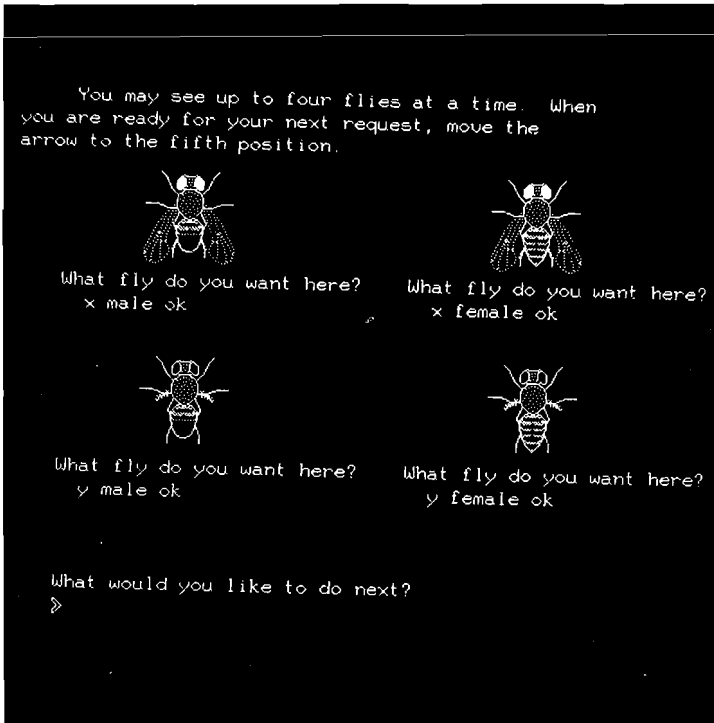 You may see up to four flies at a time. When
you are ready for your next request, move the
arrow to the fifth position.
What fly do you want here?
x male ok
What fly do you want here?
x female ok
What fly do you want here?
y male ok
What fly do you want here?
y female ok
What would you like to do next?